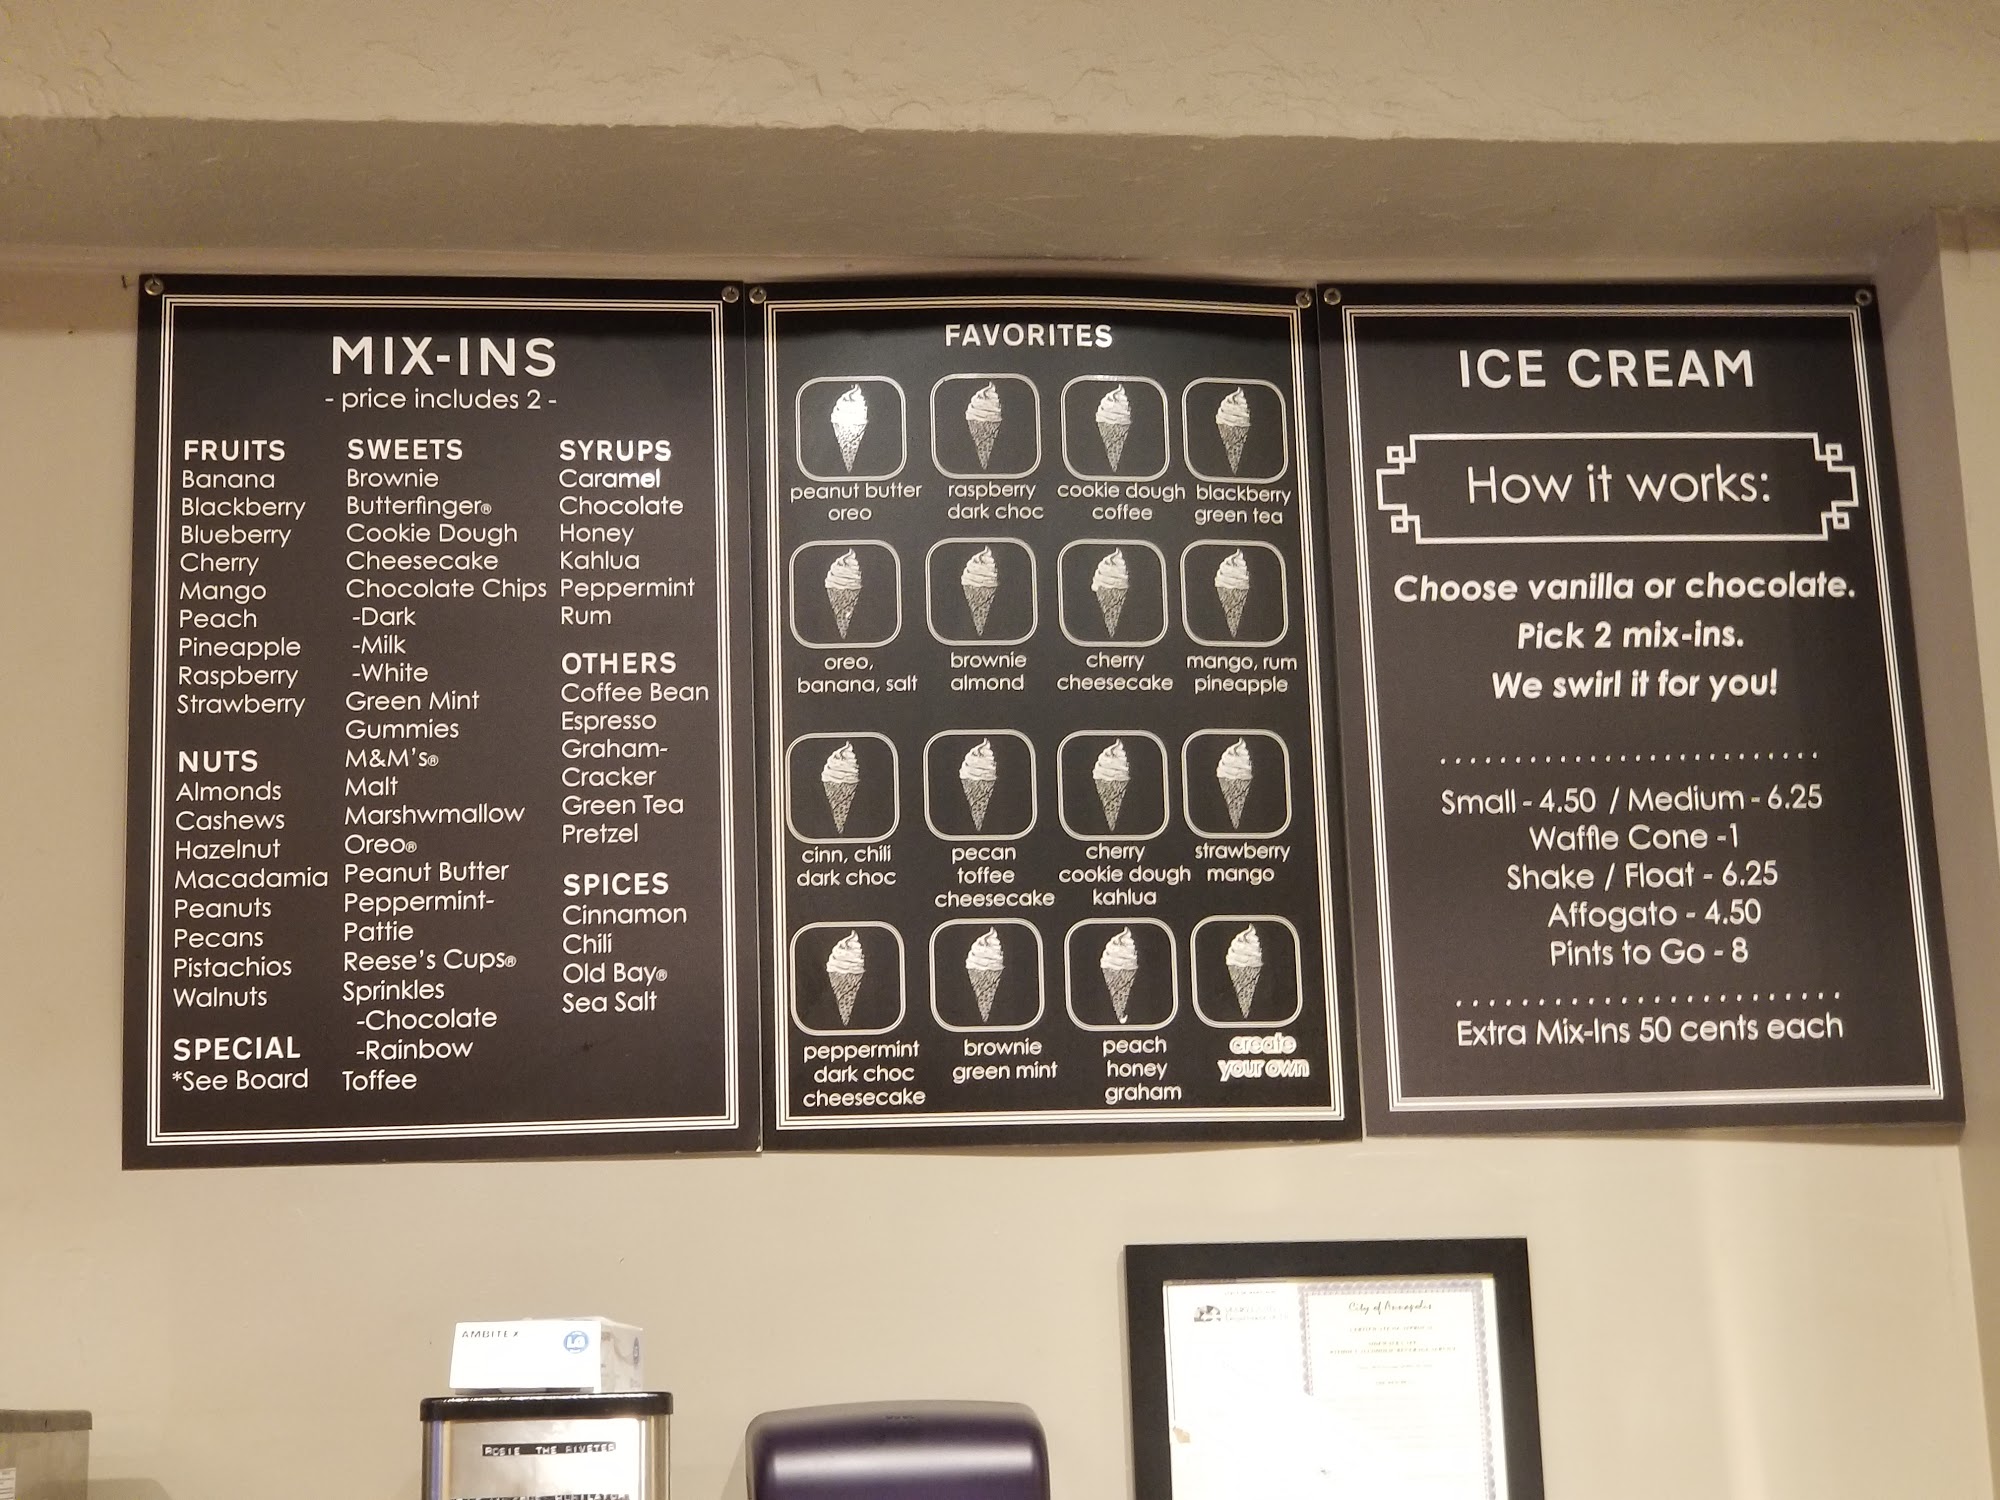 MIX-INS
- price includes 2 -
FRUITS
Banana
Blackberry
Blueberry
Cherry
Mango
Peach
Pineapple
Raspberry
Strawberry
NUTS
Almonds
Cashews
Hazelnut
Macadamia
Peanuts
Pecans
Pistachios
Walnuts
SPECIAL
*See Board
SWEETS
Brownie
Butterfinger®
Cookie Dough
Cheesecake
Chocolate Chips
-Dark
-Milk
-White
Green Mint
Gummies
M&M's®
Malt
Marshwmallow
Oreo®
Peanut Butter
Peppermint-
Pattie
Reese's Cups®
Sprinkles
-Chocolate
-Rainbow
Toffee
SYRUPS
Caramel
Chocolate
Honey
Kahlua
Peppermint
Rum
OTHERS
Coffee Bean
Espresso
Graham-
Cracker
Green Tea
Pretzel
SPICES
Cinnamon
Chili
Old Bay®
Sea Salt
FAVORITES
peanut butter
oreo
raspberry
dark choc
cookie dough
coffee
blackberry
green tea
oreo,
banana, salt
brownie
almond
cherry
cheesecake
mango, rum
pineapple
cinn, chili
dark choc
pecan
toffee
cheesecake
cherry
cookie dough
kahlua
strawberry
mango
peppermint
dark choc
cheesecake
brownie
green mint
peach
honey
graham
create
your own
ICE CREAM
How it works:
Choose vanilla or chocolate.
Pick 2 mix-ins.
We swirl it for you!
Small - 4.50 / Medium - 6.25
Waffle Cone -1
Shake / Float - 6.25
Affogato - 4.50
Pints to Go - 8
Extra Mix-Ins 50 cents each
AMBITEX
LG
ROSIE THE RIVETER
City of Annapolis